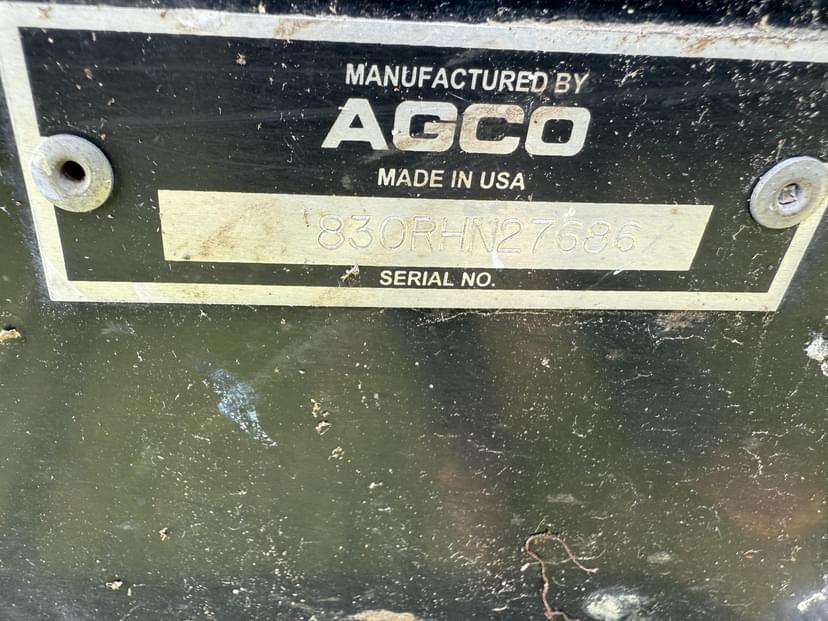 MANUFACTURED BY
AGCO
MADE IN USA
830RHN27686
SERIAL NO.